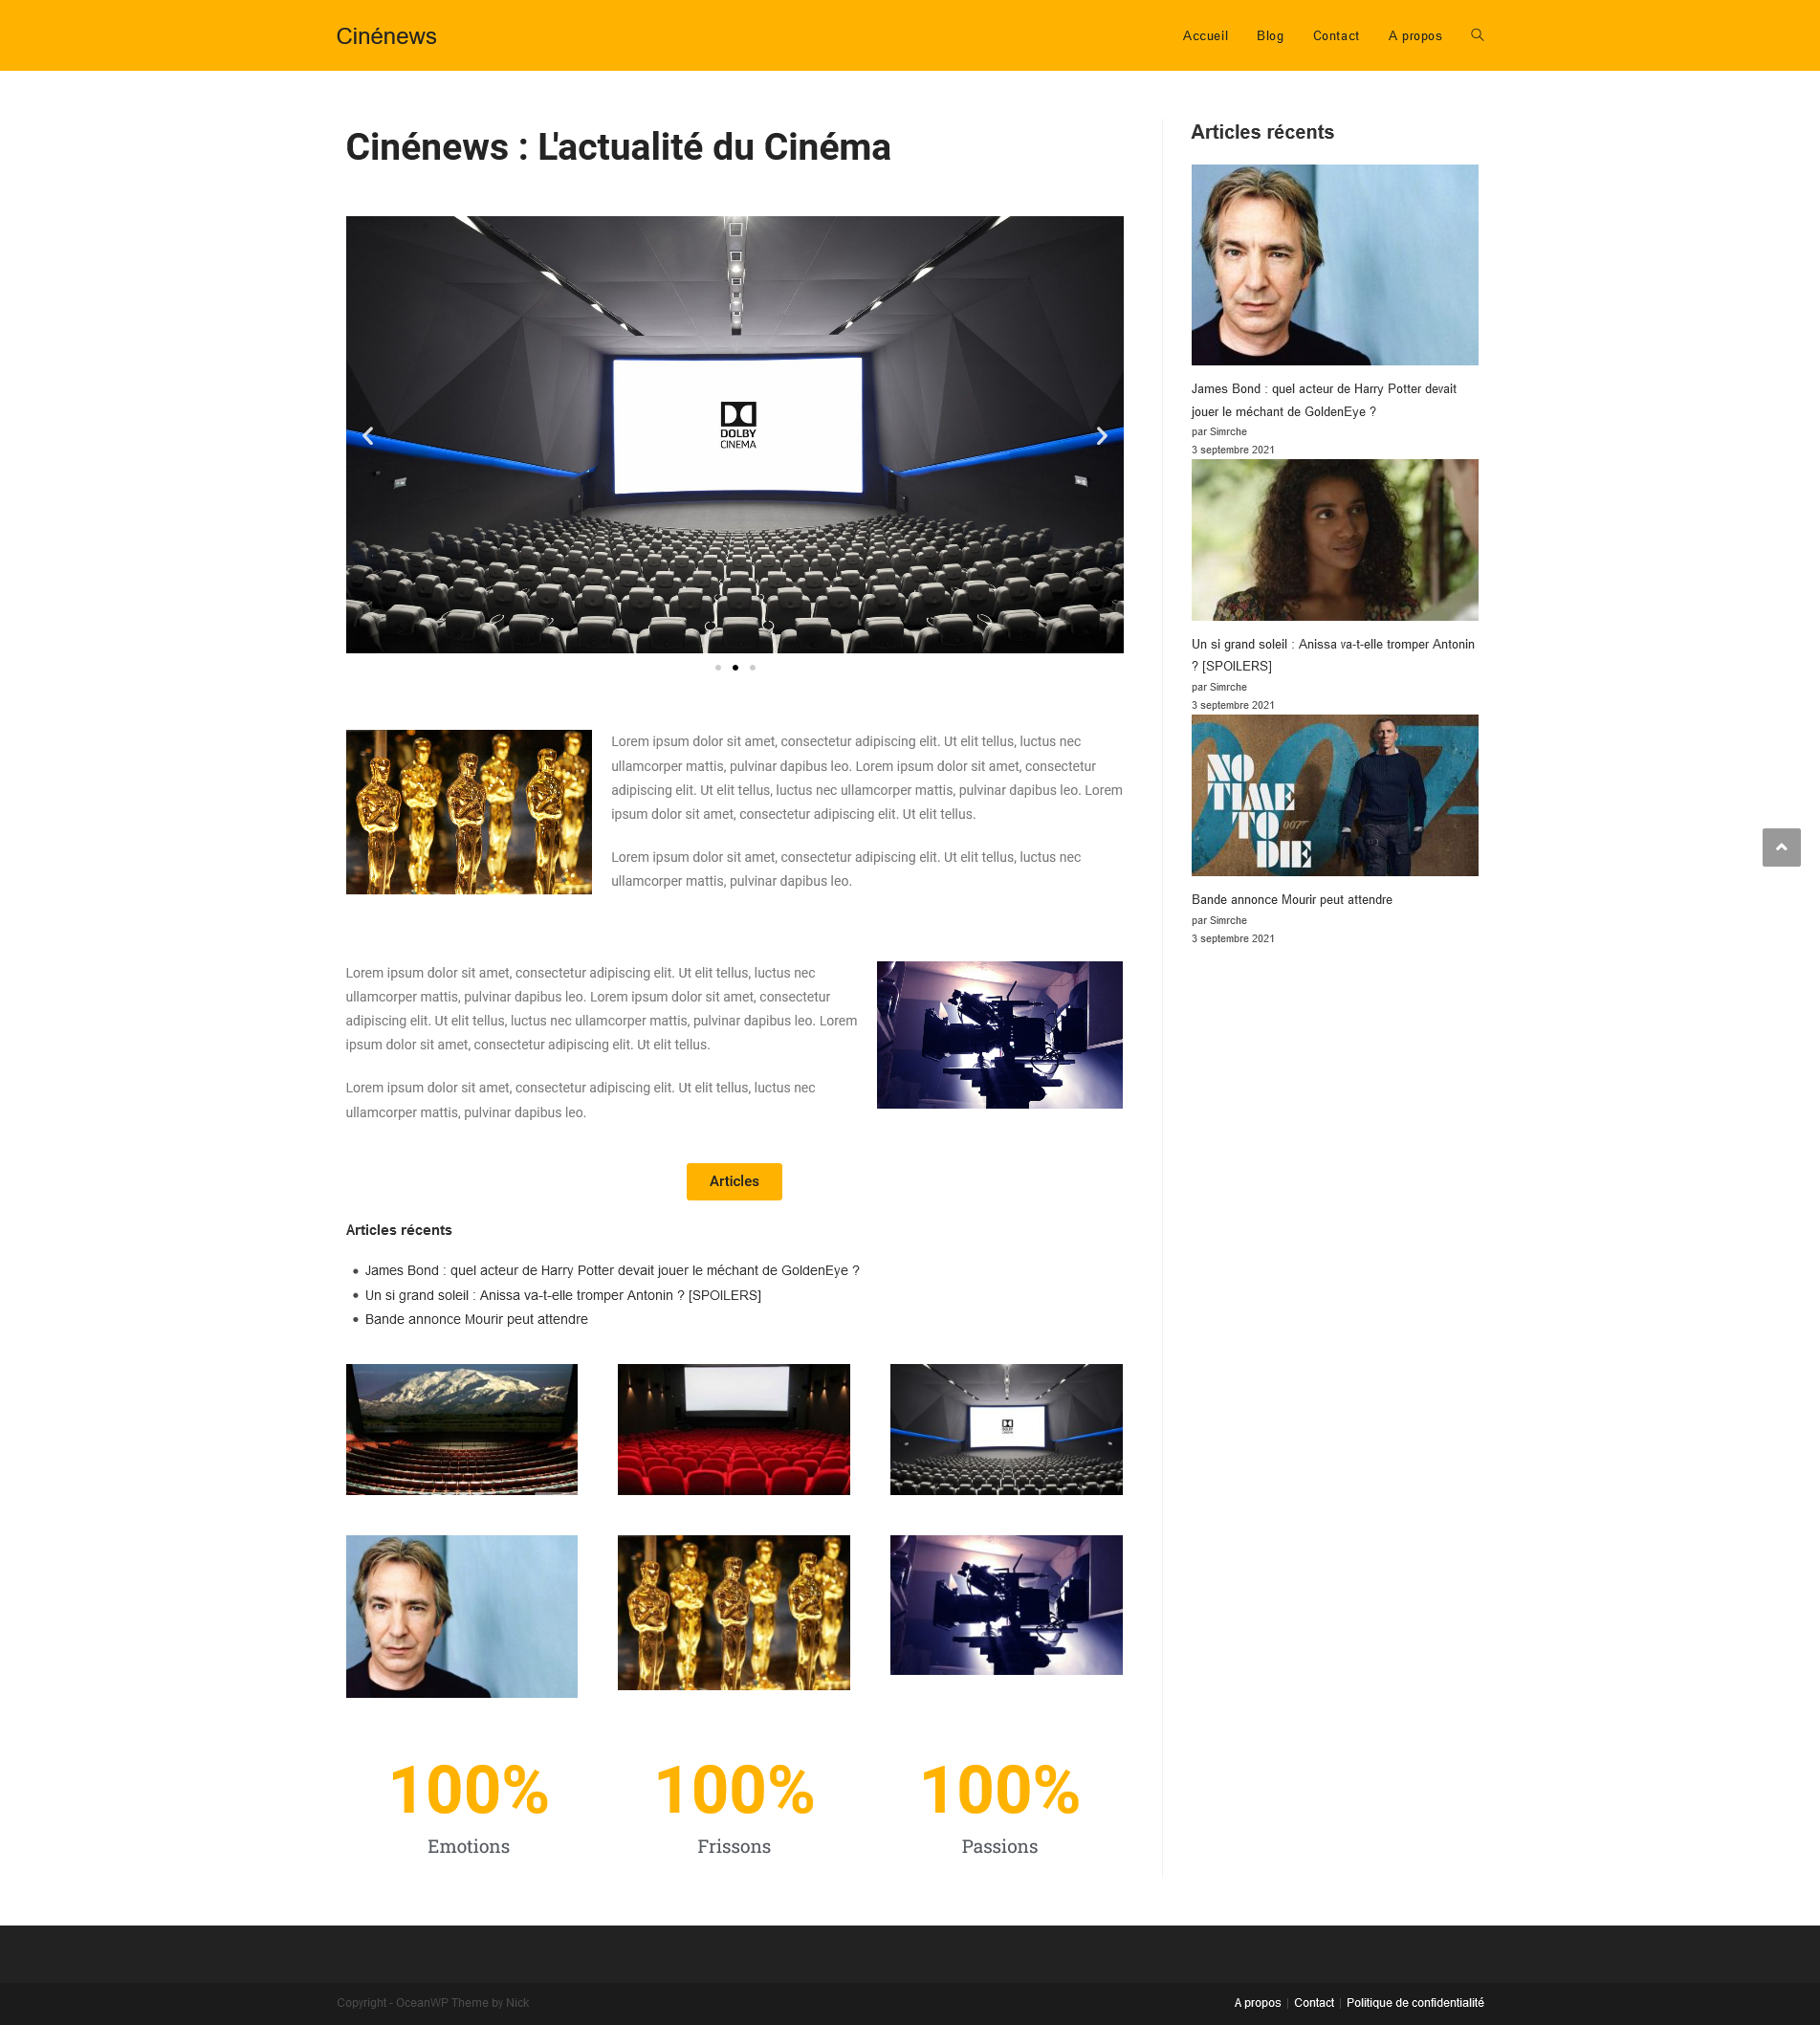 Cinénews
Accueil Blog Contact A propos
Cinénews : L'actualité du Cinéma
DOLBY
CINEMA
Lorem ipsum dolor sit amet, consectetur adipiscing elit. Ut elit tellus, luctus nec
ullamcorper mattis, pulvinar dapibus leo. Lorem ipsum dolor sit amet, consectetur
adipiscing elit. Ut elit tellus, luctus nec ullamcorper mattis, pulvinar dapibus leo. Lorem
ipsum dolor sit amet, consectetur adipiscing elit. Ut elit tellus.
Lorem ipsum dolor sit amet, consectetur adipiscing elit. Ut elit tellus, luctus nec
ullamcorper mattis, pulvinar dapibus leo.
Lorem ipsum dolor sit amet, consectetur adipiscing elit. Ut elit tellus, luctus nec
ullamcorper mattis, pulvinar dapibus leo. Lorem ipsum dolor sit amet, consectetur
adipiscing elit. Ut elit tellus, luctus nec ullamcorper mattis, pulvinar dapibus leo. Lorem
ipsum dolor sit amet, consectetur adipiscing elit. Ut elit tellus.
Lorem ipsum dolor sit amet, consectetur adipiscing elit. Ut elit tellus, luctus nec
ullamcorper mattis, pulvinar dapibus leo.
Articles
Articles récents
James Bond : quel acteur de Harry Potter devait jouer le méchant de GoldenEye ?
Un si grand soleil : Anissa va-t-elle tromper Antonin ? [SPOILERS]
Bande annonce Mourir peut attendre
DOLBY
CINEMA
100% 100% 100%
Emotions Frissons Passions
Articles récents
James Bond : quel acteur de Harry Potter devait
jouer le méchant de GoldenEye ?
par Simrche
3 septembre 2021
Un si grand soleil : Anissa va-t-elle tromper Antonin
? [SPOILERS]
par Simrche
3 septembre 2021
007
NO
TIME
TO 007
DIE
Bande annonce Mourir peut attendre
par Simrche
3 septembre 2021
Copyright - OceanWP Theme by Nick
A propos | Contact | Politique de confidentialité